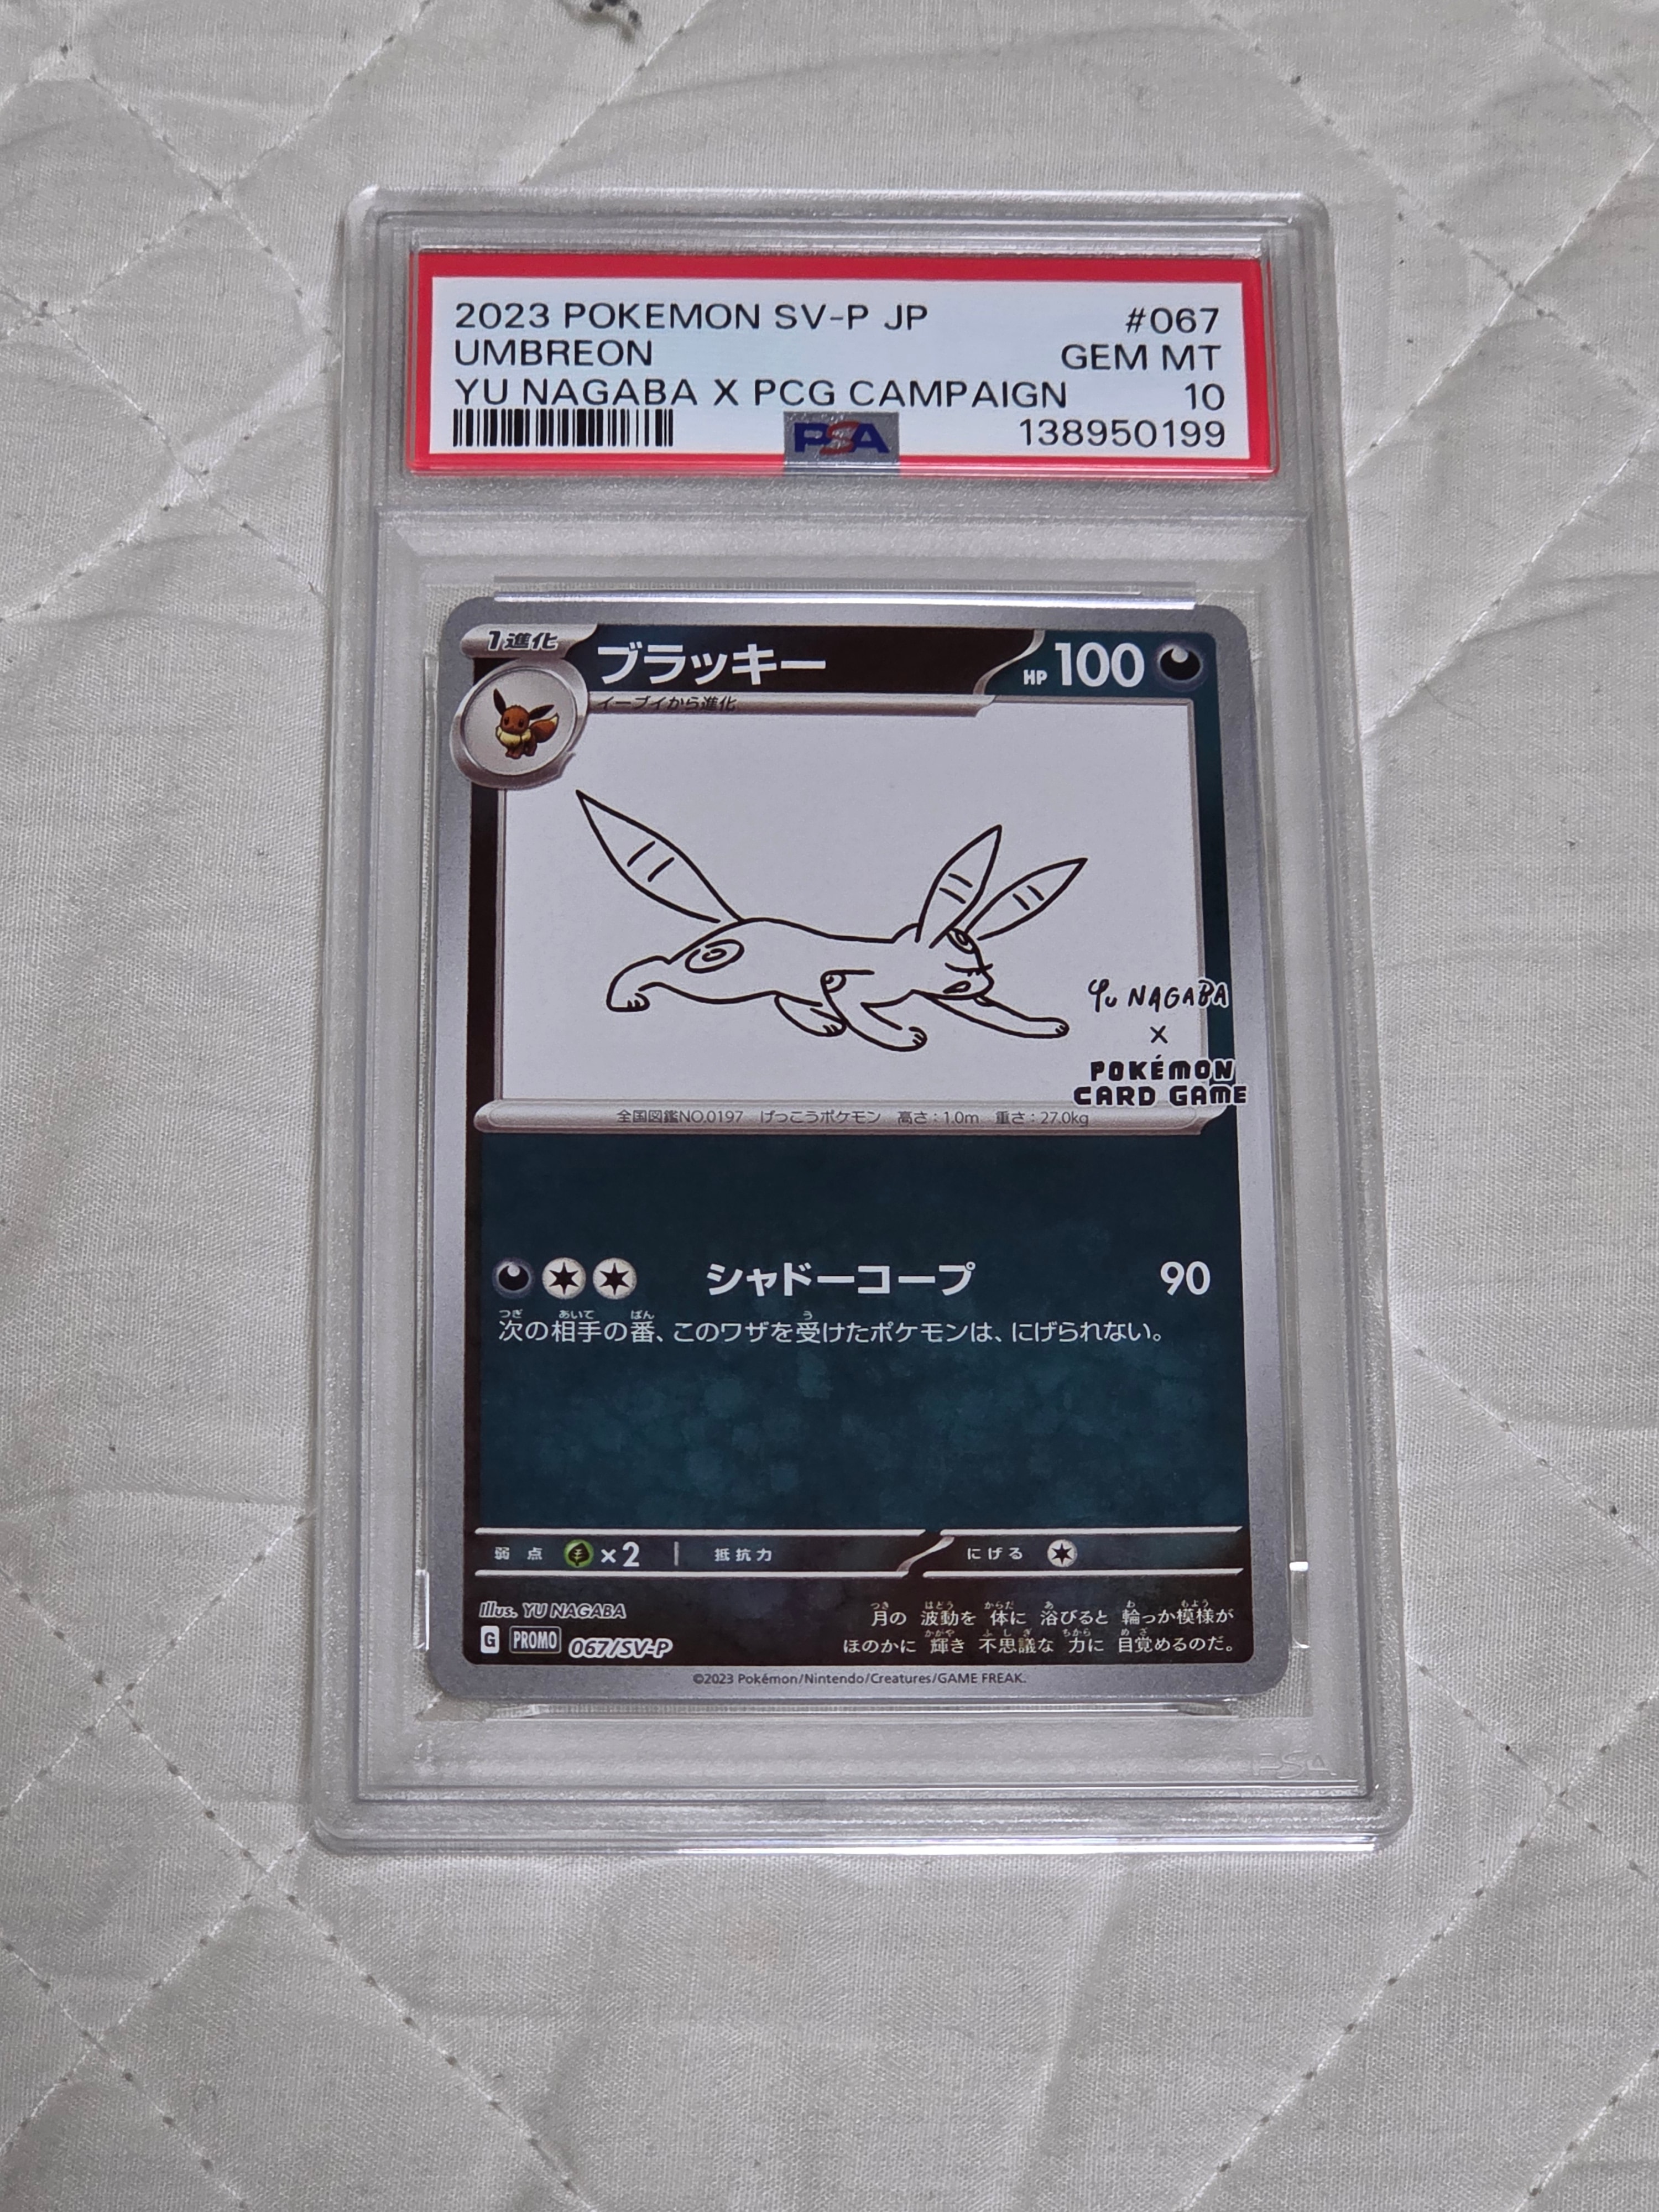 2023 POKEMON SV-P JP #067
UMBREON GEM MT
YU NAGABA X PCG CAMPAIGN 10
PSA 138950199
1進化 ブラッキー HP 100
イーブイから進化
YU NAGABA
×
POKÉMON
CARD GAME
全国図鑑NO.0197 げっこうポケモン 高さ:1.0m 重さ:27.0kg
シャドーコープ 90
次の相手の番、このワザを受けたポケモンは、にげられない。
弱点 ×2 抵抗力 にげる
Illus. YU NAGABA
月の 波動を 体に 浴びると 輪っか模様が
ほのかに 輝き 不思議な 力に 目覚めるのだ。
G PROMO 067/SV-P
©2023 Pokémon/Nintendo/Creatures/GAME FREAK.
PSA